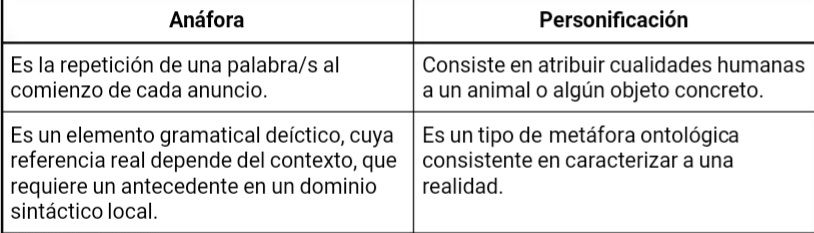 Anáfora
Personificación
Es la repetición de una palabra/s al
comienzo de cada anuncio.
Consiste en atribuir cualidades humanas
a un animal o algún objeto concreto.
Es un elemento gramatical deíctico, cuya
referencia real depende del contexto, que
requiere un antecedente en un dominio
sintáctico local.
Es un tipo de metáfora ontológica
consistente en caracterizar a una
realidad.